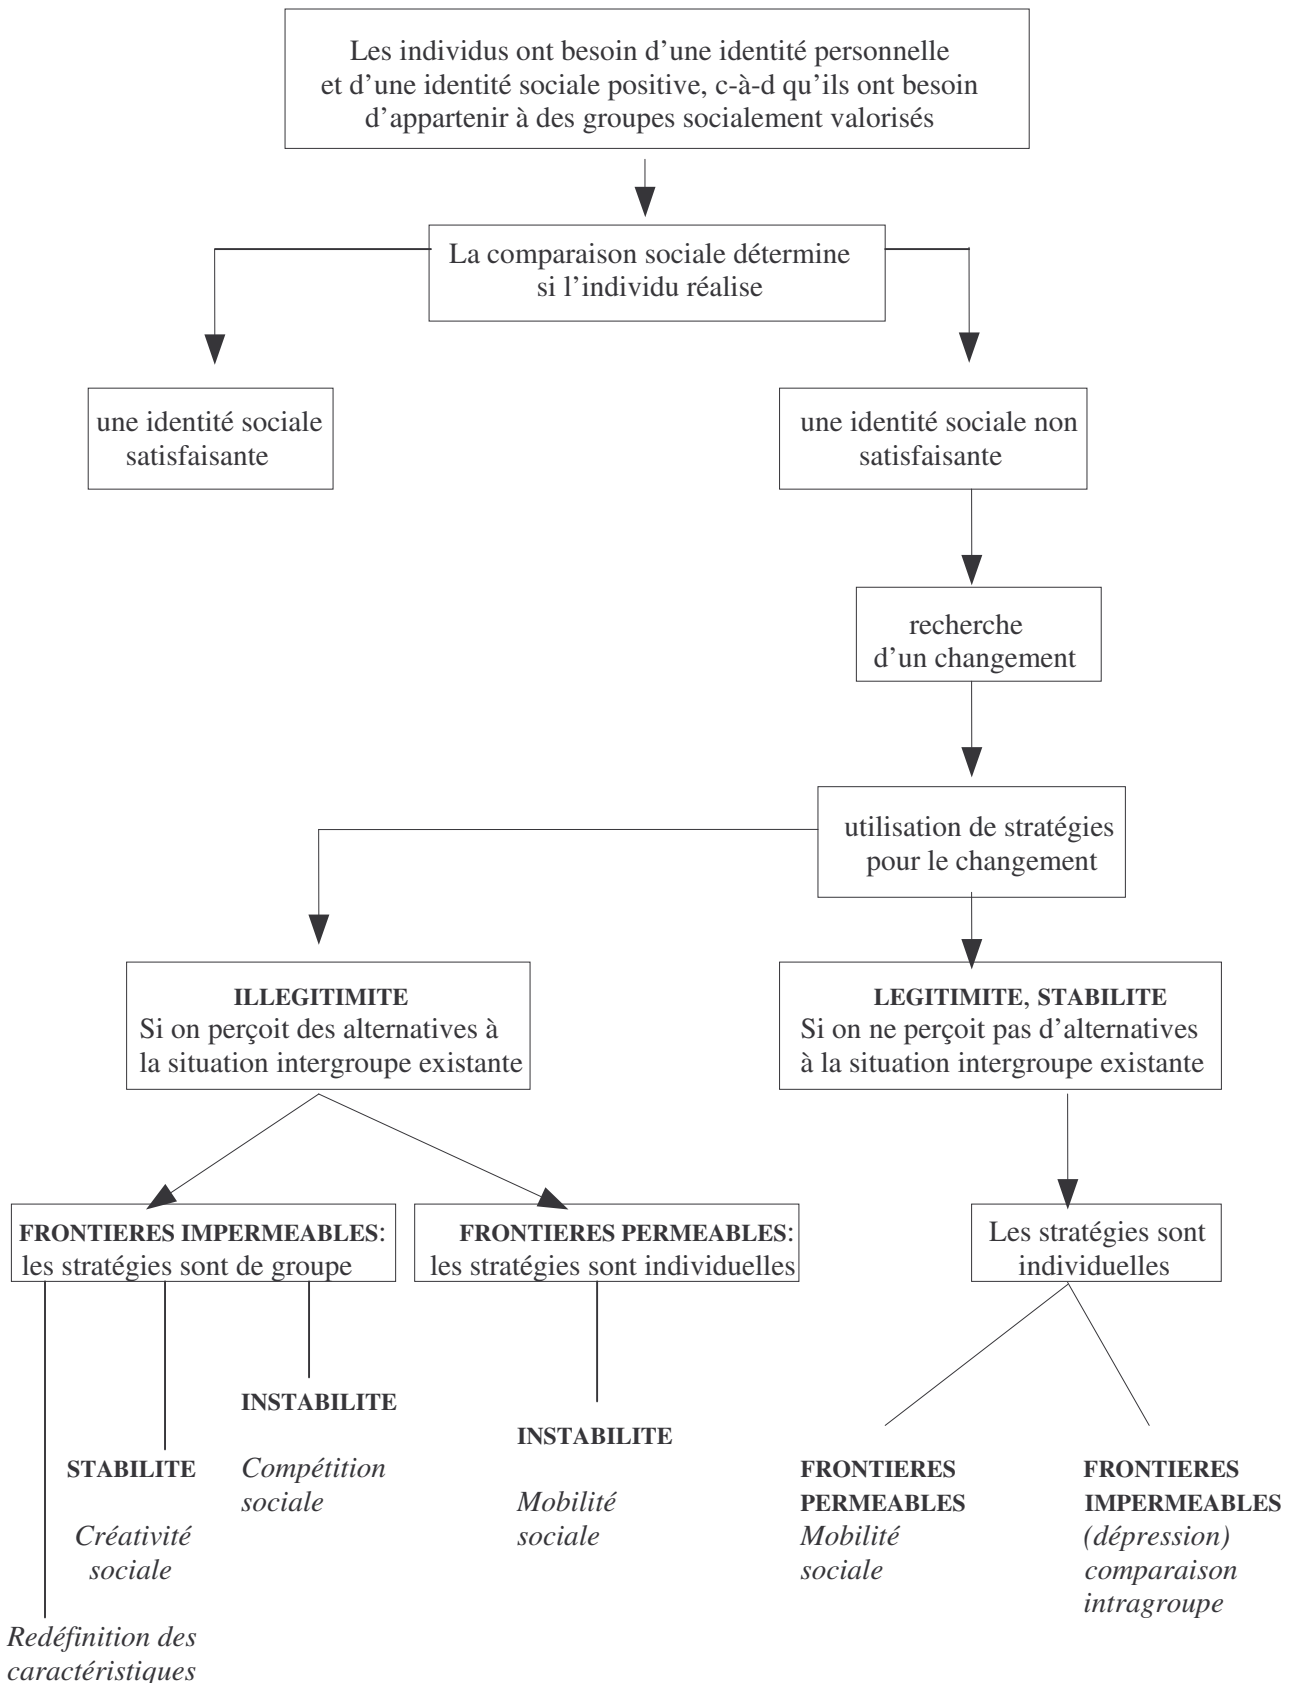 Les individus ont besoin d’une identité personnelle
et d’une identité sociale positive, c-à-d qu’ils ont besoin
d’appartenir à des groupes socialement valorisés
La comparaison sociale détermine
si l’individu réalise
une identité sociale
satisfaisante
une identité sociale non
satisfaisante
recherche
d’un changement
utilisation de stratégies
pour le changement
ILLEGITIMITE
Si on perçoit des alternatives à
la situation intergroupe existante
LEGITIMITE, STABILITE
Si on ne perçoit pas d’alternatives
à la situation intergroupe existante
FRONTIERES IMPERMEABLES:
les stratégies sont de groupe
FRONTIERES PERMEABLES:
les stratégies sont individuelles
Les stratégies sont
individuelles
INSTABILITE
Compétition
sociale
STABILITE
Créativité
sociale
Redéfinition des
caractéristiques
INSTABILITE
Mobilité
sociale
FRONTIERES
PERMEABLES
Mobilité
sociale
FRONTIERES
IMPERMEABLES
(dépression)
comparaison
intragroupe